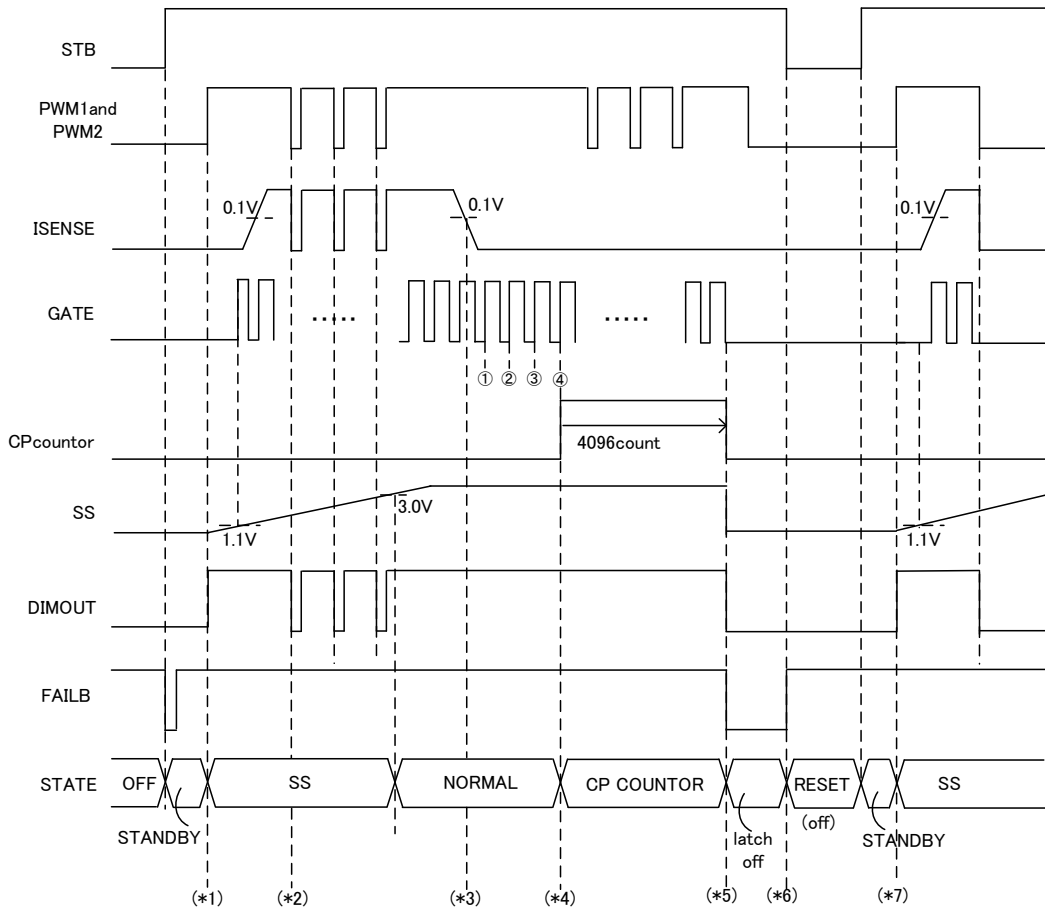 STB
PWM1and
PWM2
0.1V
0.1V
0.1V
ISENSE
GATE
.....
.....
① ② ③ ④
CPcountor
4096count
SS
3.0V
1.1V
1.1V
DIMOUT
FAILB
STATE
OFF
SS
NORMAL
CP COUNTOR
RESET
SS
STANDBY
latch
off
(off)
STANDBY
(*1)
(*2)
(*3)
(*4)
(*5)
(*6)
(*7)